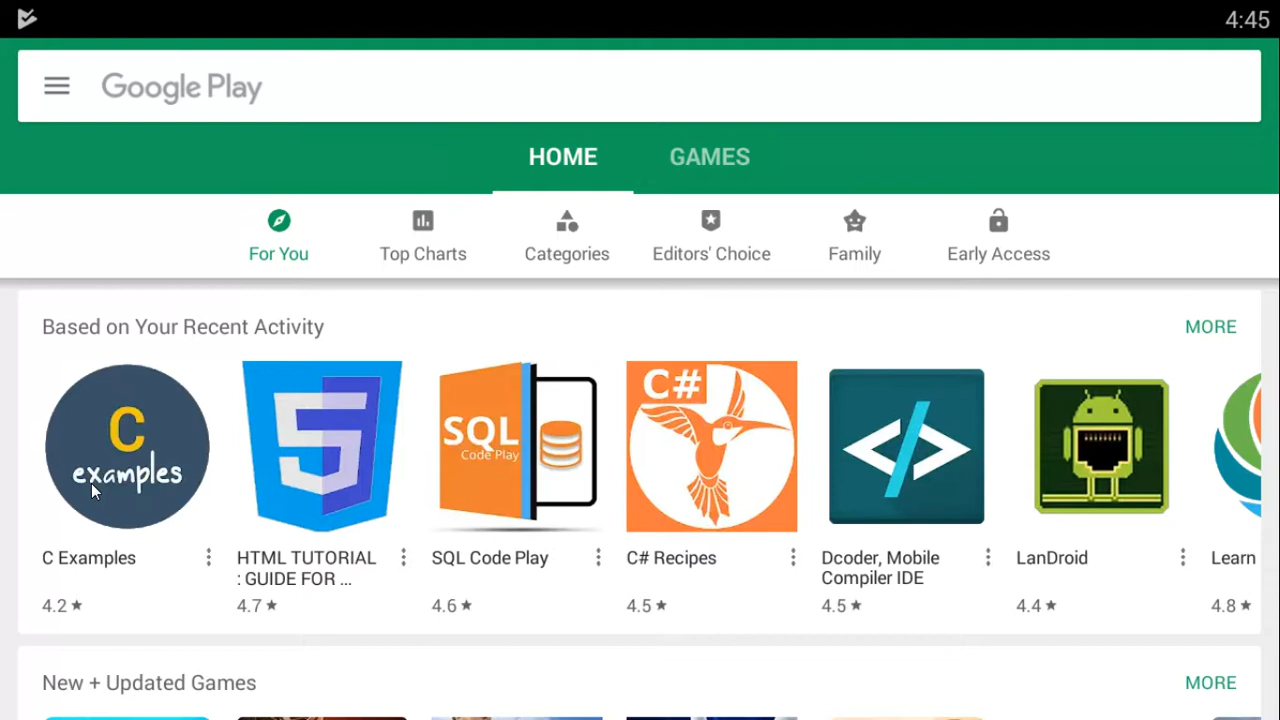 4:45
Google Play
HOME
GAMES
For You
Top Charts
Categories
Editors' Choice
Family
Early Access
Based on Your Recent Activity
MORE
C
examples
5
SQL
Code Play
C#
C Examples
HTML TUTORIAL
: GUIDE FOR ...
SQL Code Play
C# Recipes
Dcoder, Mobile
Compiler IDE
LanDroid
Learn
4.2
4.7
4.6
4.5
4.5
4.4
4.8
New + Updated Games
MORE